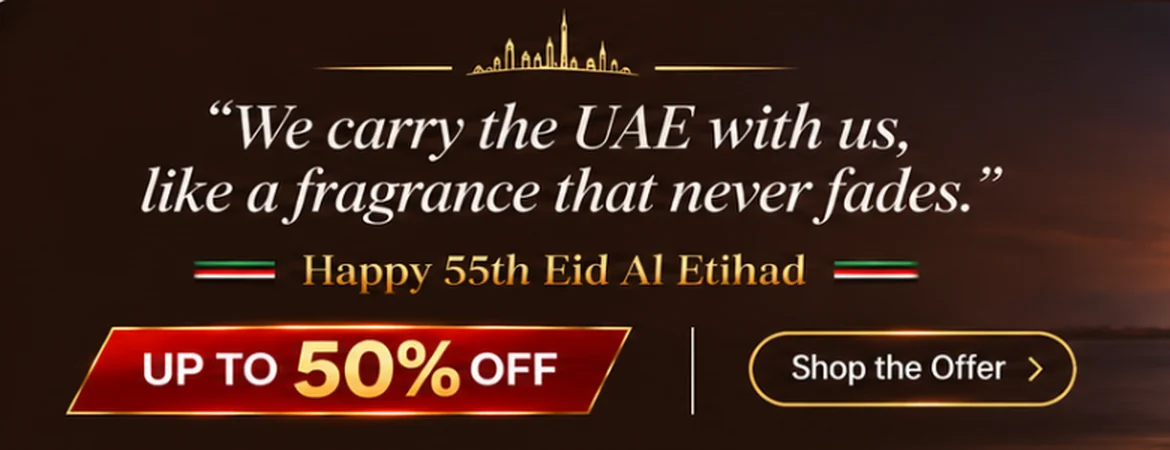 “We carry the UAE with us,
like a fragrance that never fades.”
Happy 55th Eid Al Etihad
UP TO 50% OFF
Shop the Offer